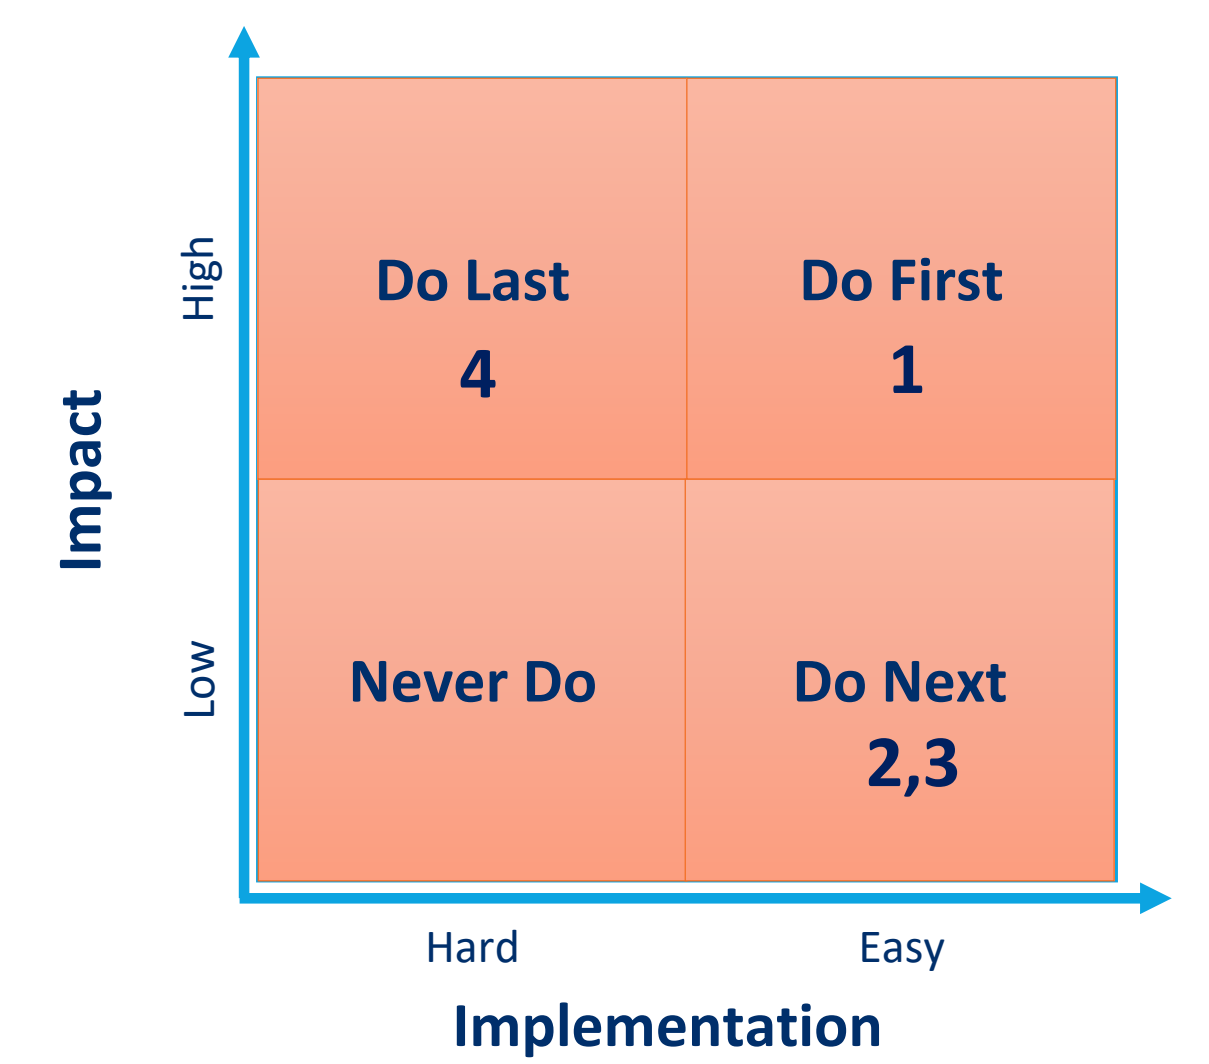 High
Do Last
4
Do First
1
Impact
Low
Never Do
Do Next
2,3
Hard
Easy
Implementation